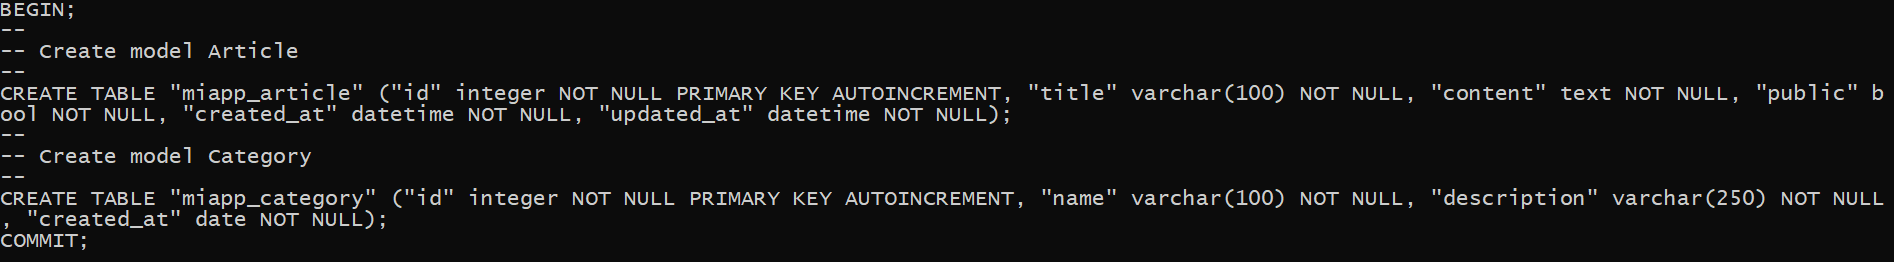 BEGIN;
--
-- Create model Article
--
CREATE TABLE "miapp_article" ("id" integer NOT NULL PRIMARY KEY AUTOINCREMENT, "title" varchar(100) NOT NULL, "content" text NOT NULL, "public" b
ool NOT NULL, "created_at" datetime NOT NULL, "updated_at" datetime NOT NULL);
--
-- Create model Category
--
CREATE TABLE "miapp_category" ("id" integer NOT NULL PRIMARY KEY AUTOINCREMENT, "name" varchar(100) NOT NULL, "description" varchar(250) NOT NULL
, "created_at" date NOT NULL);
COMMIT;